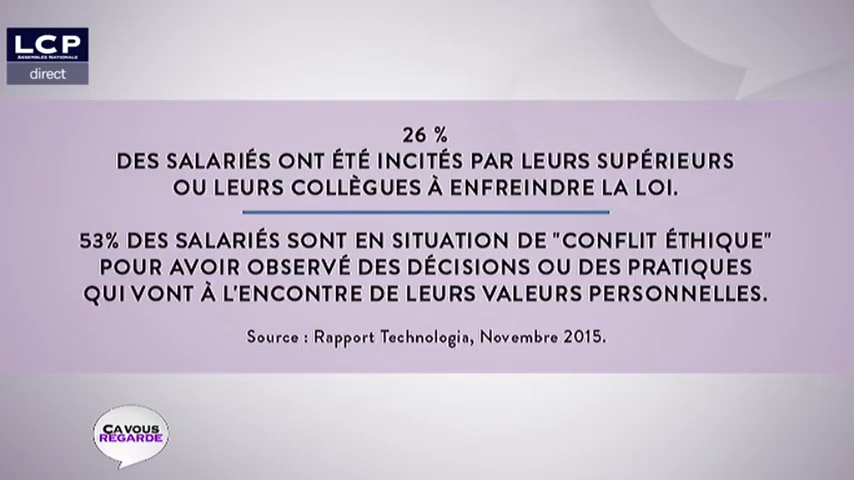 LCP
ASSEMBLÉE NATIONALE
direct
26 %
DES SALARIÉS ONT ÉTÉ INCITÉS PAR LEURS SUPÉRIEURS
OU LEURS COLLÈGUES À ENFREINDRE LA LOI.
53% DES SALARIÉS SONT EN SITUATION DE "CONFLIT ÉTHIQUE"
POUR AVOIR OBSERVÉ DES DÉCISIONS OU DES PRATIQUES
QUI VONT À L'ENCONTRE DE LEURS VALEURS PERSONNELLES.
Source : Rapport Technologia, Novembre 2015.
ÇA VOUS
REGARDE